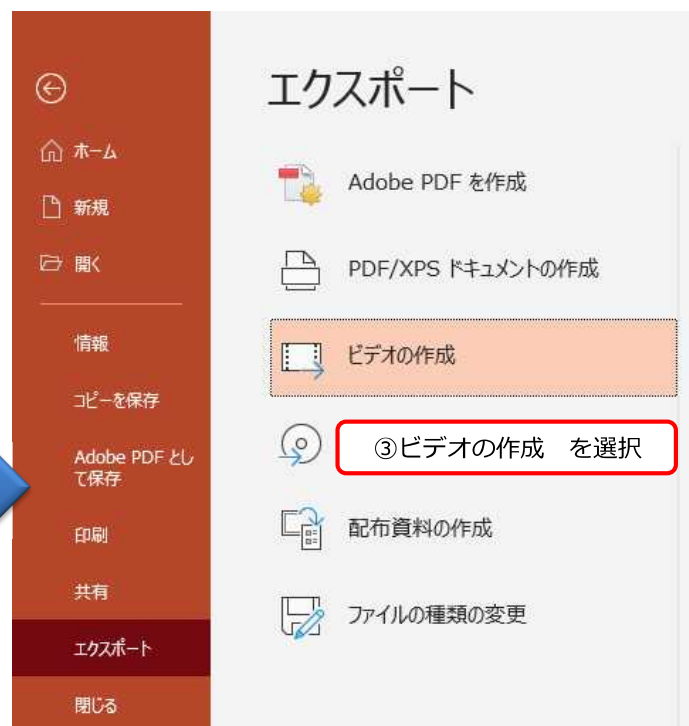 エクスポート
ホーム
新規
開く
情報
コピーを保存
Adobe PDF とし
て保存
印刷
共有
エクスポート
閉じる
Adobe PDF を作成
PDF/XPS ドキュメントの作成
ビデオの作成
③ビデオの作成　を選択
配布資料の作成
ファイルの種類の変更